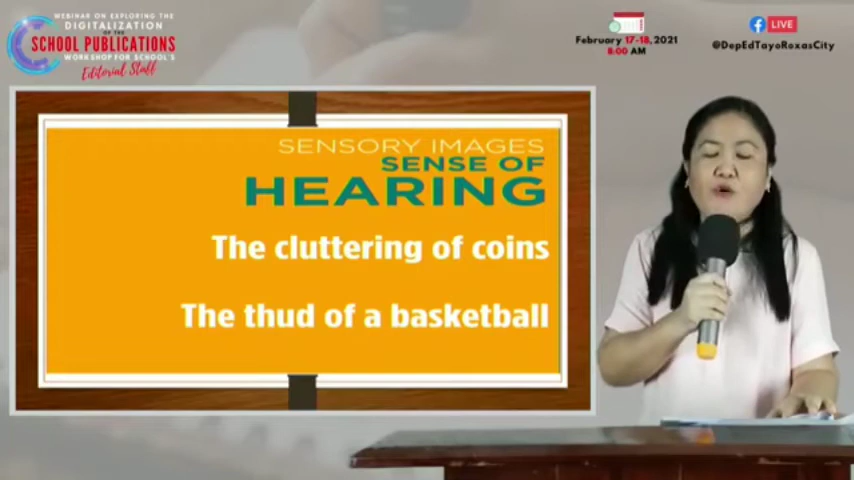 WEBINAR ON EXPLORING THE
DIGITALIZATION
OF THE
SCHOOL PUBLICATIONS
WORKSHOP FOR SCHOOL'S
Editorial Staff
February 17-18, 2021
8:00 AM
LIVE
@DepEdTayoRoxasCity
SENSORY IMAGES
SENSE OF
HEARING
The cluttering of coins
The thud of a basketball